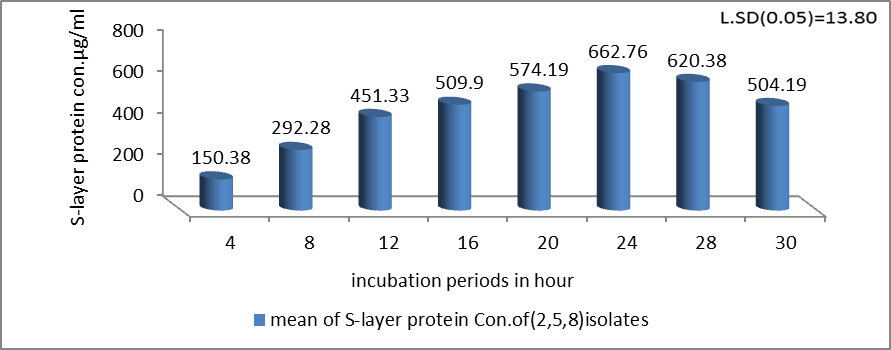 L.SD(0.05)=13.80
S-layer protein con.µg/ml
800
600
400
200
0
150.38
292.28
451.33
509.9
574.19
662.76
620.38
504.19
4 8 12 16 20 24 28 30
incubation periods in hour
mean of S-layer protein Con.of(2,5,8)isolates